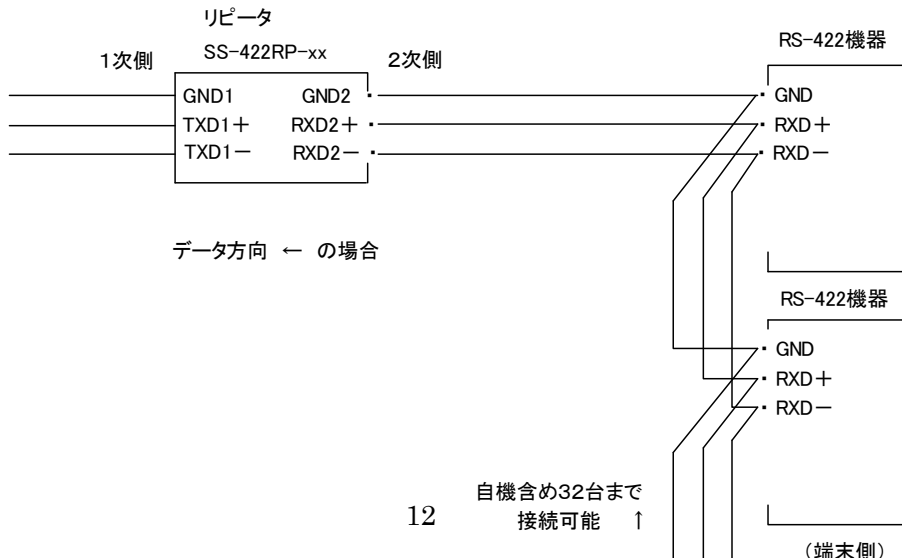 リピータ
SS-422RP-xx
1次側
2次側
GND1 GND2
TXD1+ RXD2+
TXD1− RXD2−
RS-422機器
GND
RXD+
RXD−
データ方向 ← の場合
RS-422機器
GND
RXD+
RXD−
自機含め32台まで
接続可能 ↑
12
(端末側)